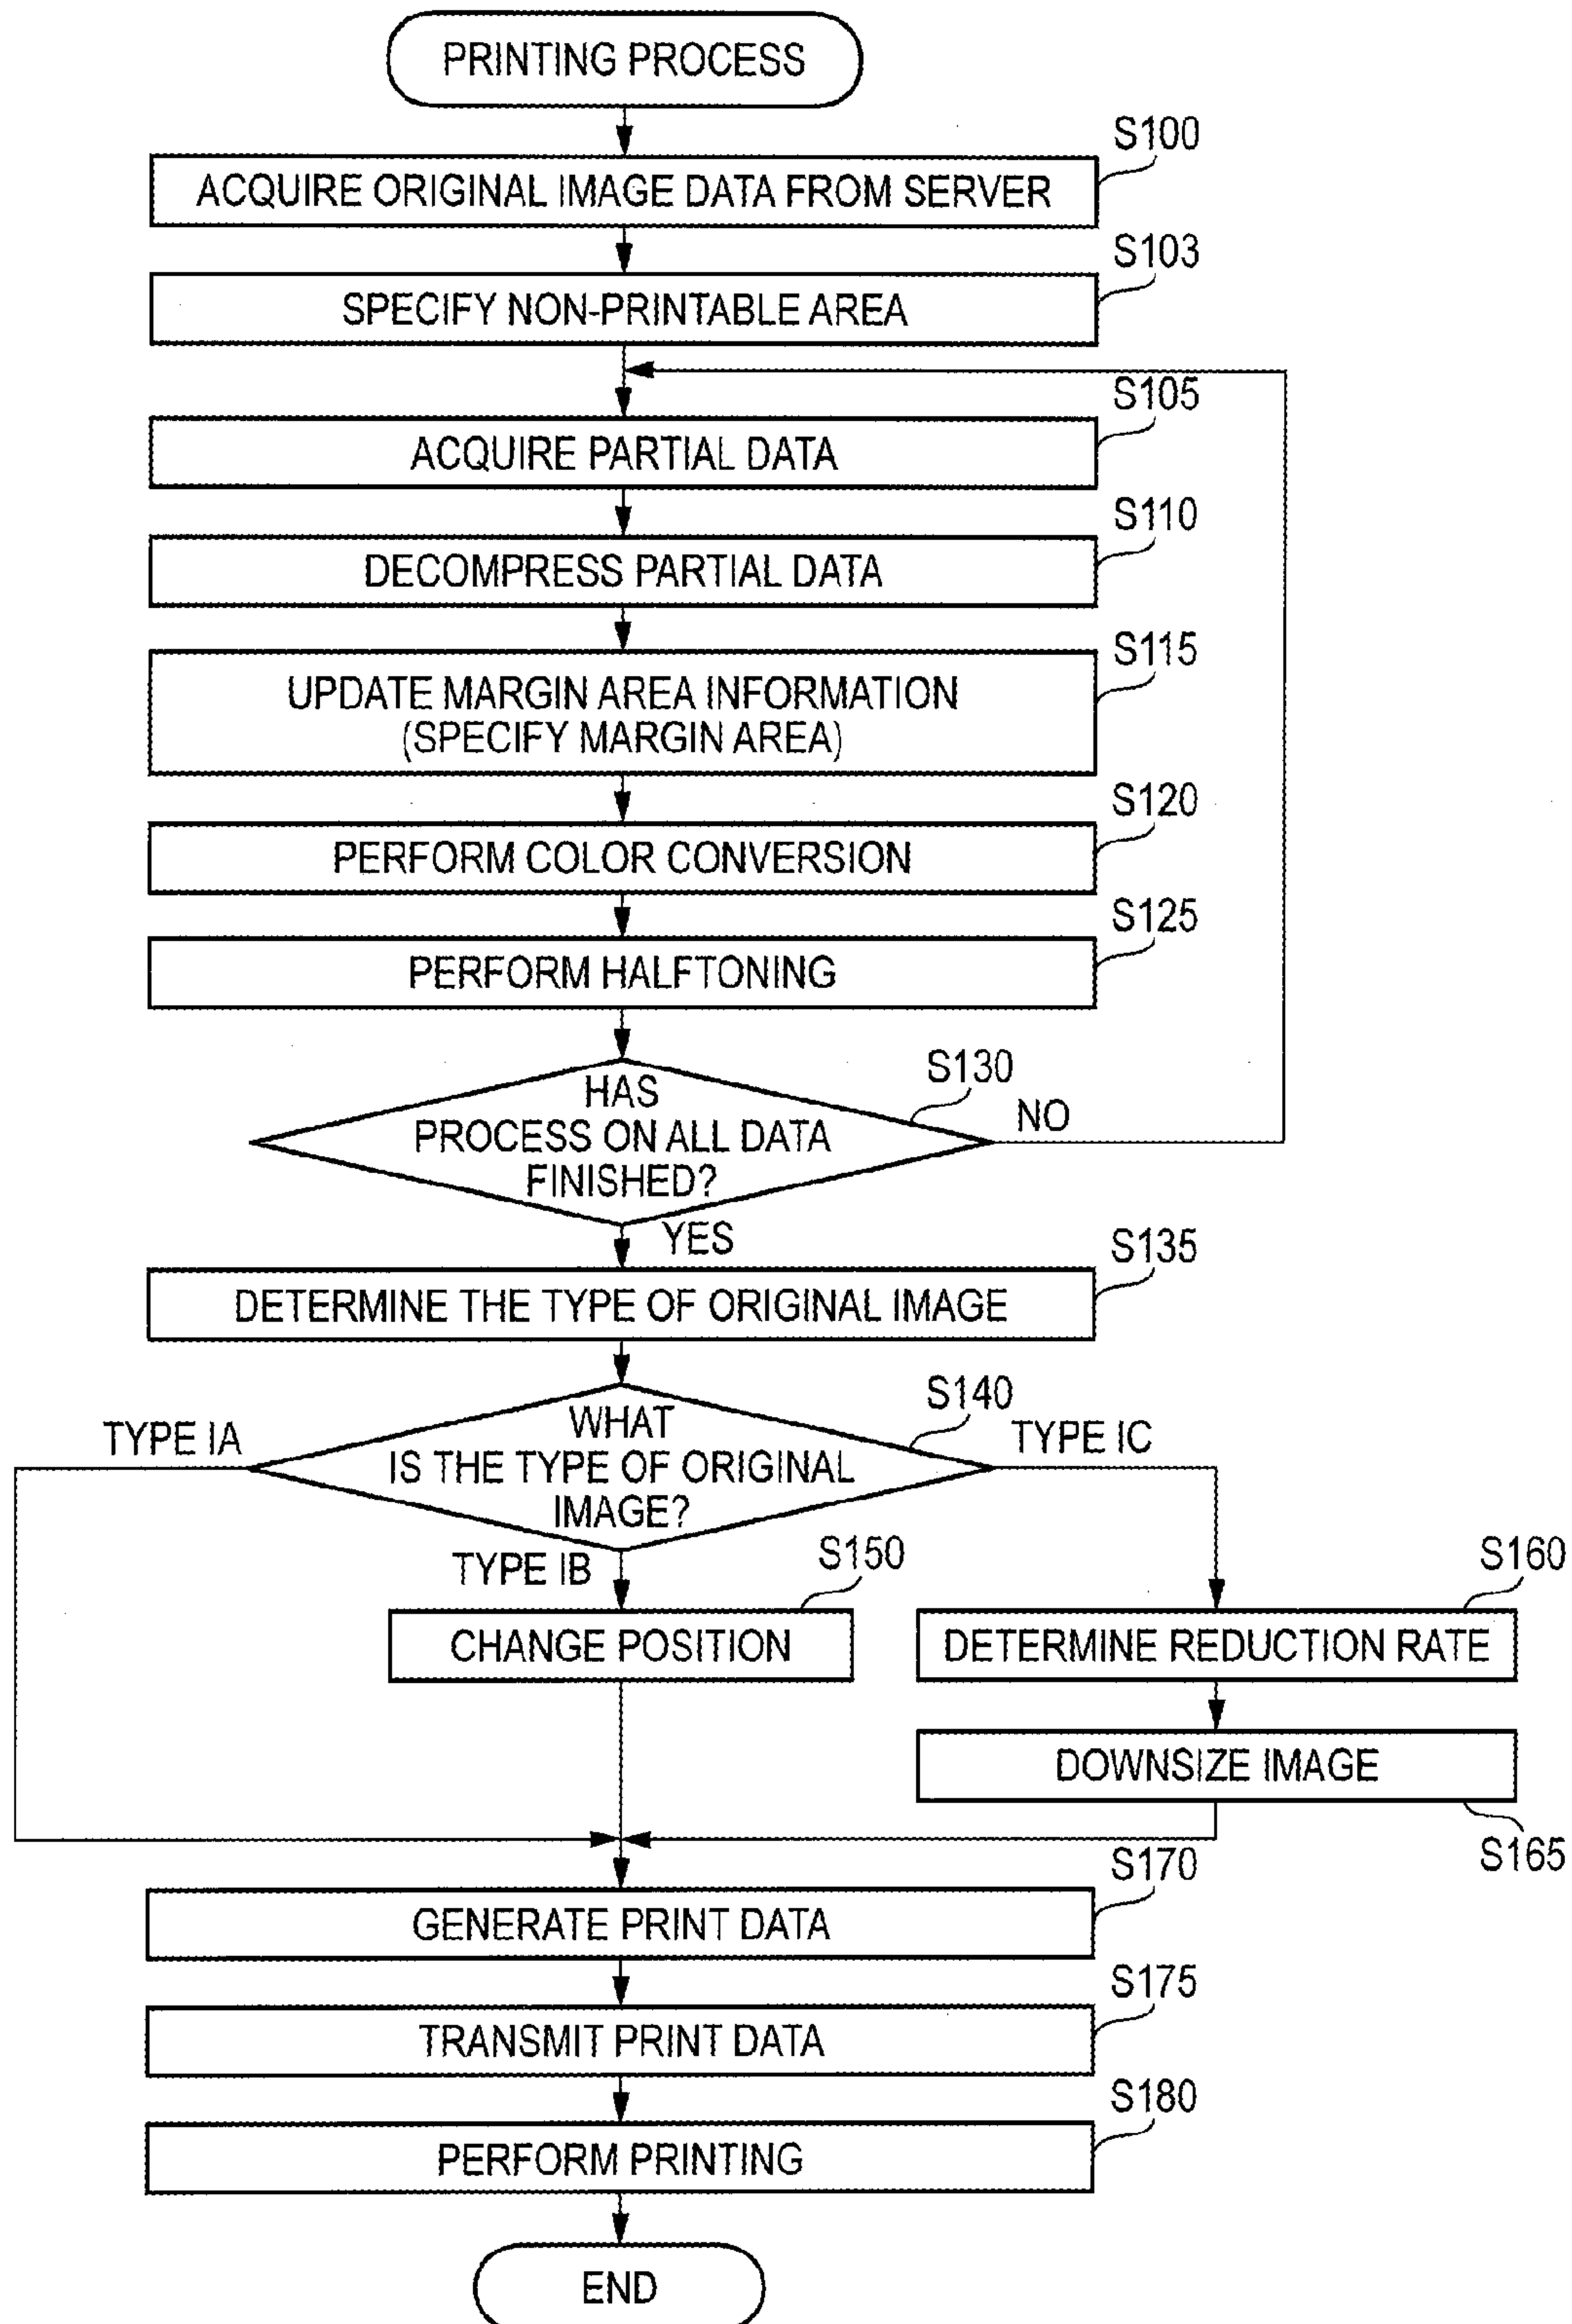 PRINTING PROCESS
S100
ACQUIRE ORIGINAL IMAGE DATA FROM SERVER
S103
SPECIFY NON-PRINTABLE AREA
S105
ACQUIRE PARTIAL DATA
S110
DECOMPRESS PARTIAL DATA
S115
UPDATE MARGIN AREA INFORMATION
(SPECIFY MARGIN AREA)
S120
PERFORM COLOR CONVERSION
S125
PERFORM HALFTONING
S130
HAS
PROCESS ON ALL DATA
FINISHED?
NO
YES
S135
DETERMINE THE TYPE OF ORIGINAL IMAGE
S140
WHAT
IS THE TYPE OF ORIGINAL
IMAGE?
TYPE IA
TYPE IC
TYPE IB
S150
CHANGE POSITION
S160
DETERMINE REDUCTION RATE
DOWNSIZE IMAGE
S165
S170
GENERATE PRINT DATA
S175
TRANSMIT PRINT DATA
S180
PERFORM PRINTING
END